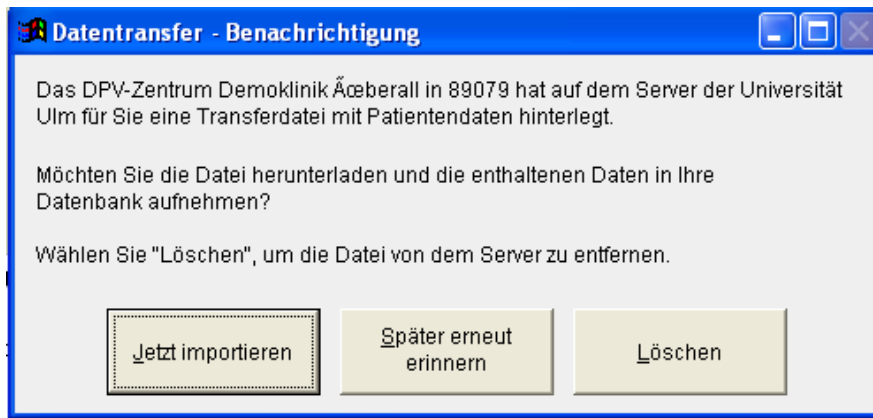 Datentransfer - Benachrichtigung
Das DPV-Zentrum Demoklinik Ãœberall in 89079 hat auf dem Server der Universität
Ulm für Sie eine Transferdatei mit Patientendaten hinterlegt.
Möchten Sie die Datei herunterladen und die enthaltenen Daten in Ihre
Datenbank aufnehmen?
Wählen Sie "Löschen", um die Datei von dem Server zu entfernen.
Jetzt importieren
Später erneut
erinnern
Löschen